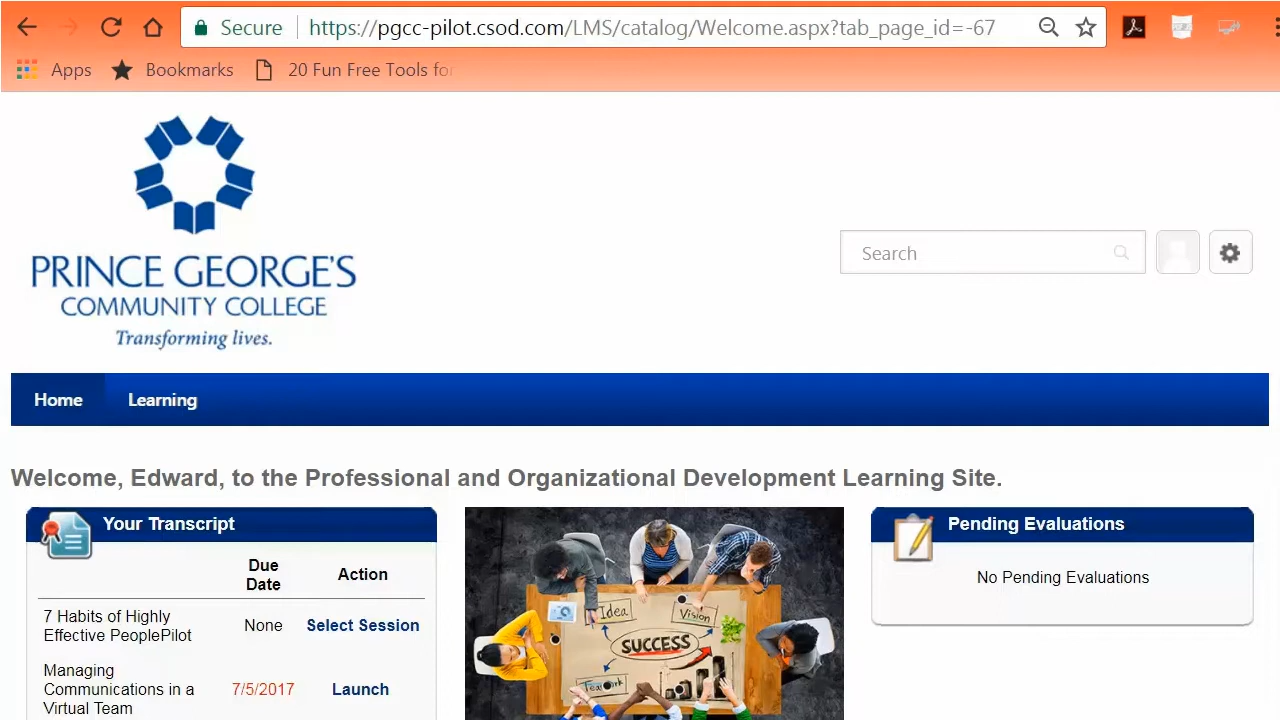 Secure https://pgcc-pilot.csod.com/LMS/catalog/Welcome.aspx?tab_page_id=-67
Apps Bookmarks 20 Fun Free Tools for
PRINCE GEORGE'S
COMMUNITY COLLEGE
Transforming lives.
Search
Home Learning
Welcome, Edward, to the Professional and Organizational Development Learning Site.
Your Transcript
Due
Date
Action
7 Habits of Highly
Effective PeoplePilot
None
Select Session
Managing
Communications in a
Virtual Team
7/5/2017
Launch
Idea
Vision
SUCCESS
Teamwork
Pending Evaluations
No Pending Evaluations